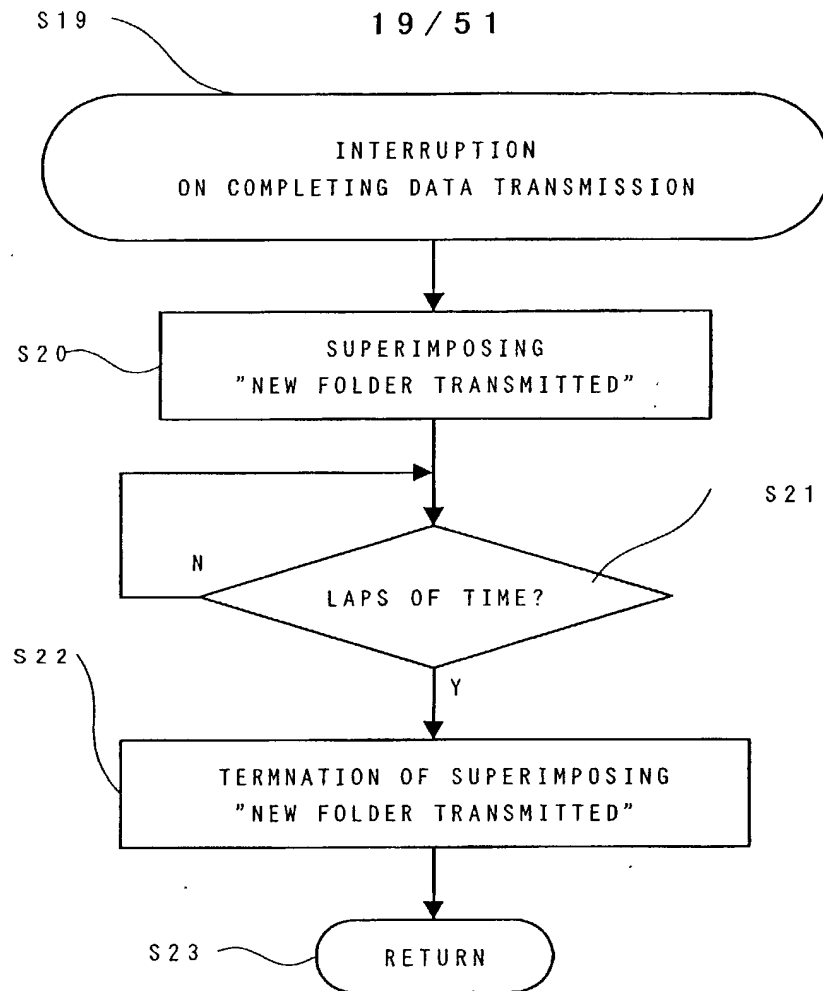 S19
19/51
INTERRUPTION
ON COMPLETING DATA TRANSMISSION
S20
SUPERIMPOSING
"NEW FOLDER TRANSMITTED"
S21
N
LAPS OF TIME?
S22
Y
TERMNATION OF SUPERIMPOSING
"NEW FOLDER TRANSMITTED"
S23
RETURN